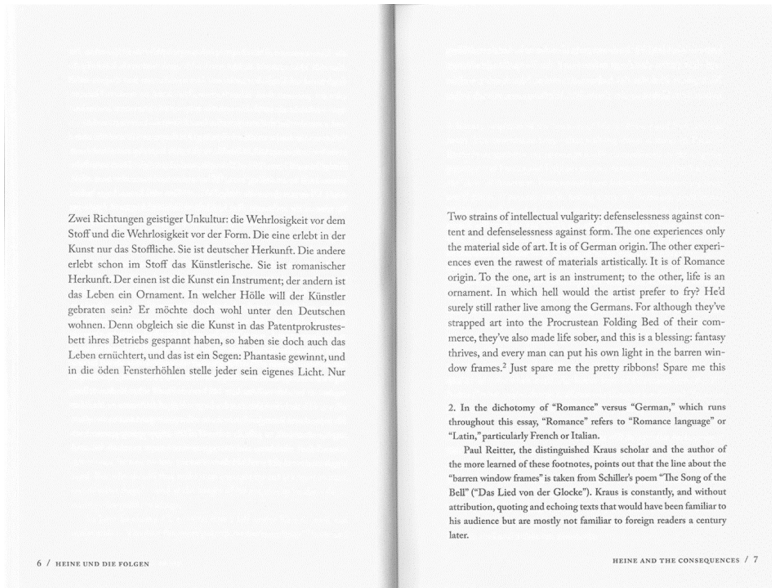 Zwei Richtungen geistiger Unkultur: die Wehrlosigkeit vor dem
Stoff und die Wehrlosigkeit vor der Form. Die eine erlebt in der
Kunst nur das Stoffliche. Sie ist deutscher Herkunft. Die andere
erlebt schon im Stoff das Künstlerische. Sie ist romanischer
Herkunft. Der einen ist die Kunst ein Instrument; der andern ist
das Leben ein Ornament. In welcher Hölle will der Künstler
gebraten sein? Er möchte doch wohl unter den Deutschen
wohnen. Denn obgleich sie die Kunst in das Patentprokrustes-
bett ihres Betriebs gespannt haben, so haben sie doch auch das
Leben ernüchtert, und das ist ein Segen: Phantasie gewinnt, und
in die öden Fensterhöhlen stelle jeder sein eigenes Licht. Nur
6 / HEINE UND DIE FOLGEN
Two strains of intellectual vulgarity: defenselessness against con-
tent and defenselessness against form. The one experiences only
the material side of art. It is of German origin. The other experi-
ences even the rawest of materials artistically. It is of Romance
origin. To the one, art is an instrument; to the other, life is an
ornament. In which hell would the artist prefer to fry? He'd
surely still rather live among the Germans. For although they've
strapped art into the Procrustean Folding Bed of their com-
merce, they've also made life sober, and this is a blessing: fantasy
thrives, and every man can put his own light in the barren win-
dow frames.² Just spare me the pretty ribbons! Spare me this
2. In the dichotomy of "Romance" versus "German," which runs
throughout this essay, "Romance" refers to "Romance language" or
"Latin," particularly French or Italian.
Paul Reitter, the distinguished Kraus scholar and the author of
the more learned of these footnotes, points out that the line about the
"barren window frames" is taken from Schiller's poem "The Song of the
Bell" ("Das Lied von der Glocke"). Kraus is constantly, and without
attribution, quoting and echoing texts that would have been familiar to
his audience but are mostly not familiar to foreign readers a century
later.
HEINE AND THE CONSEQUENCES / 7